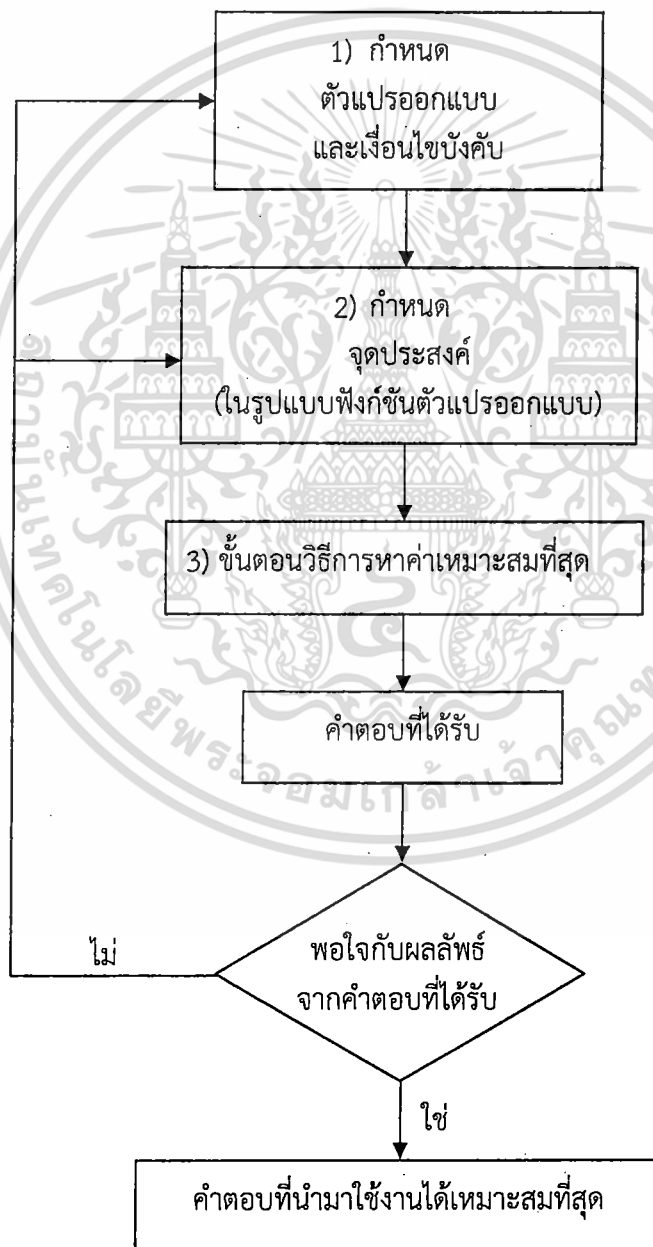 1) กำหนด
ตัวแปรออกแบบ
และเงื่อนไขบังคับ
2) กำหนด
จุดประสงค์
(ในรูปแบบฟังก์ชันตัวแปรออกแบบ)
3) ขั้นตอนวิธีการหาค่าเหมาะสมที่สุด
คำตอบที่ได้รับ
พอใจกับผลลัพธ์
จากคำตอบที่ได้รับ
ไม่
ใช่
คำตอบที่นำมาใช้งานได้เหมาะสมที่สุด